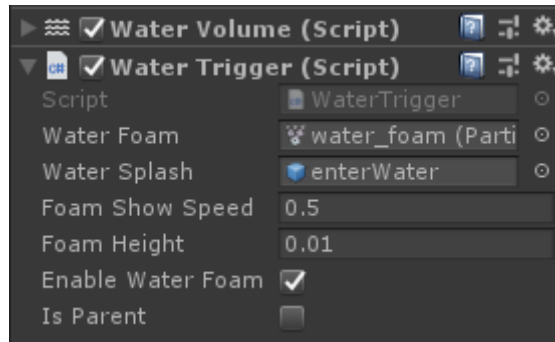 Water Volume (Script)
Water Trigger (Script)
Script WaterTrigger
Water Foam water_foam (Parti
Water Splash enterWater
Foam Show Speed 0.5
Foam Height 0.01
Enable Water Foam
Is Parent